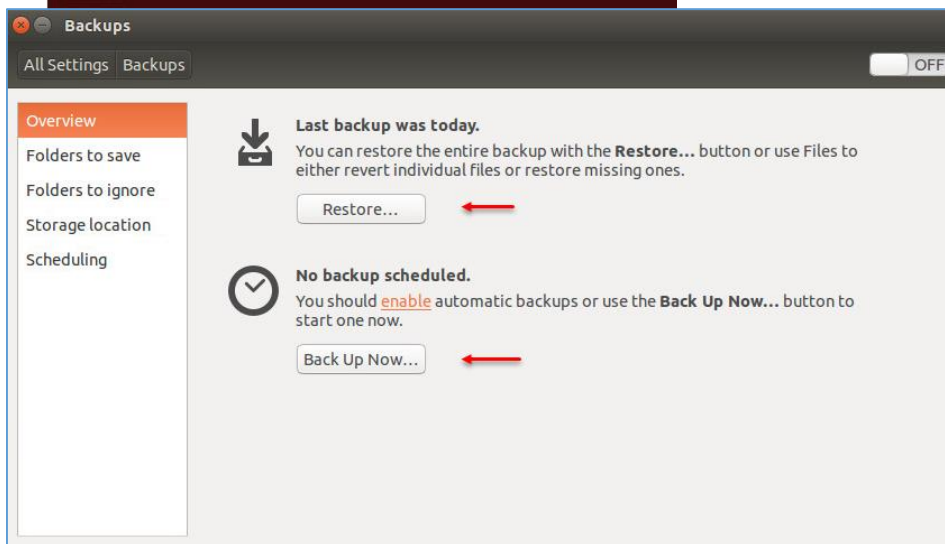 Backups
All Settings Backups
OFF
Overview
Folders to save
Folders to ignore
Storage location
Scheduling
Last backup was today.
You can restore the entire backup with the Restore... button or use Files to
either revert individual files or restore missing ones.
Restore...
No backup scheduled.
You should enable automatic backups or use the Back Up Now... button to
start one now.
Back Up Now...